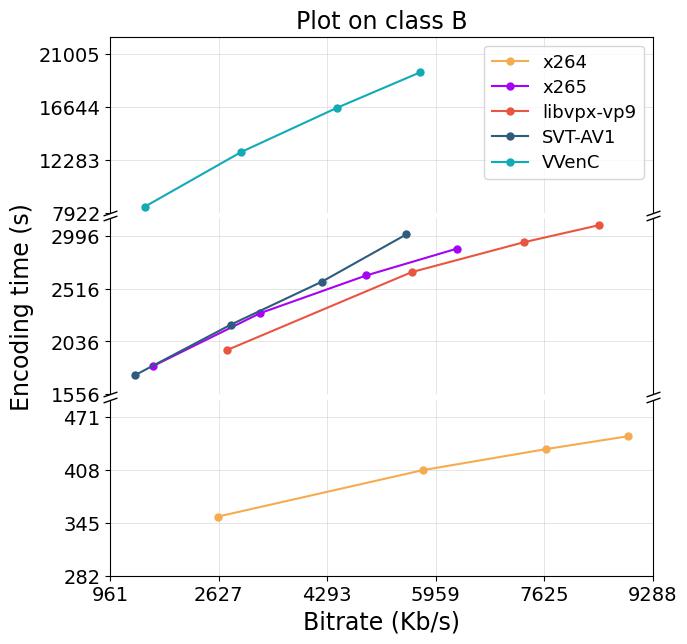 Plot on class B
21005
16644
12283
7922
2996
2516
2036
1556
471
408
345
282
Encoding time (s)
x264
x265
libvpx-vp9
SVT-AV1
VVenC
961 2627 4293 5959 7625 9288
Bitrate (Kb/s)